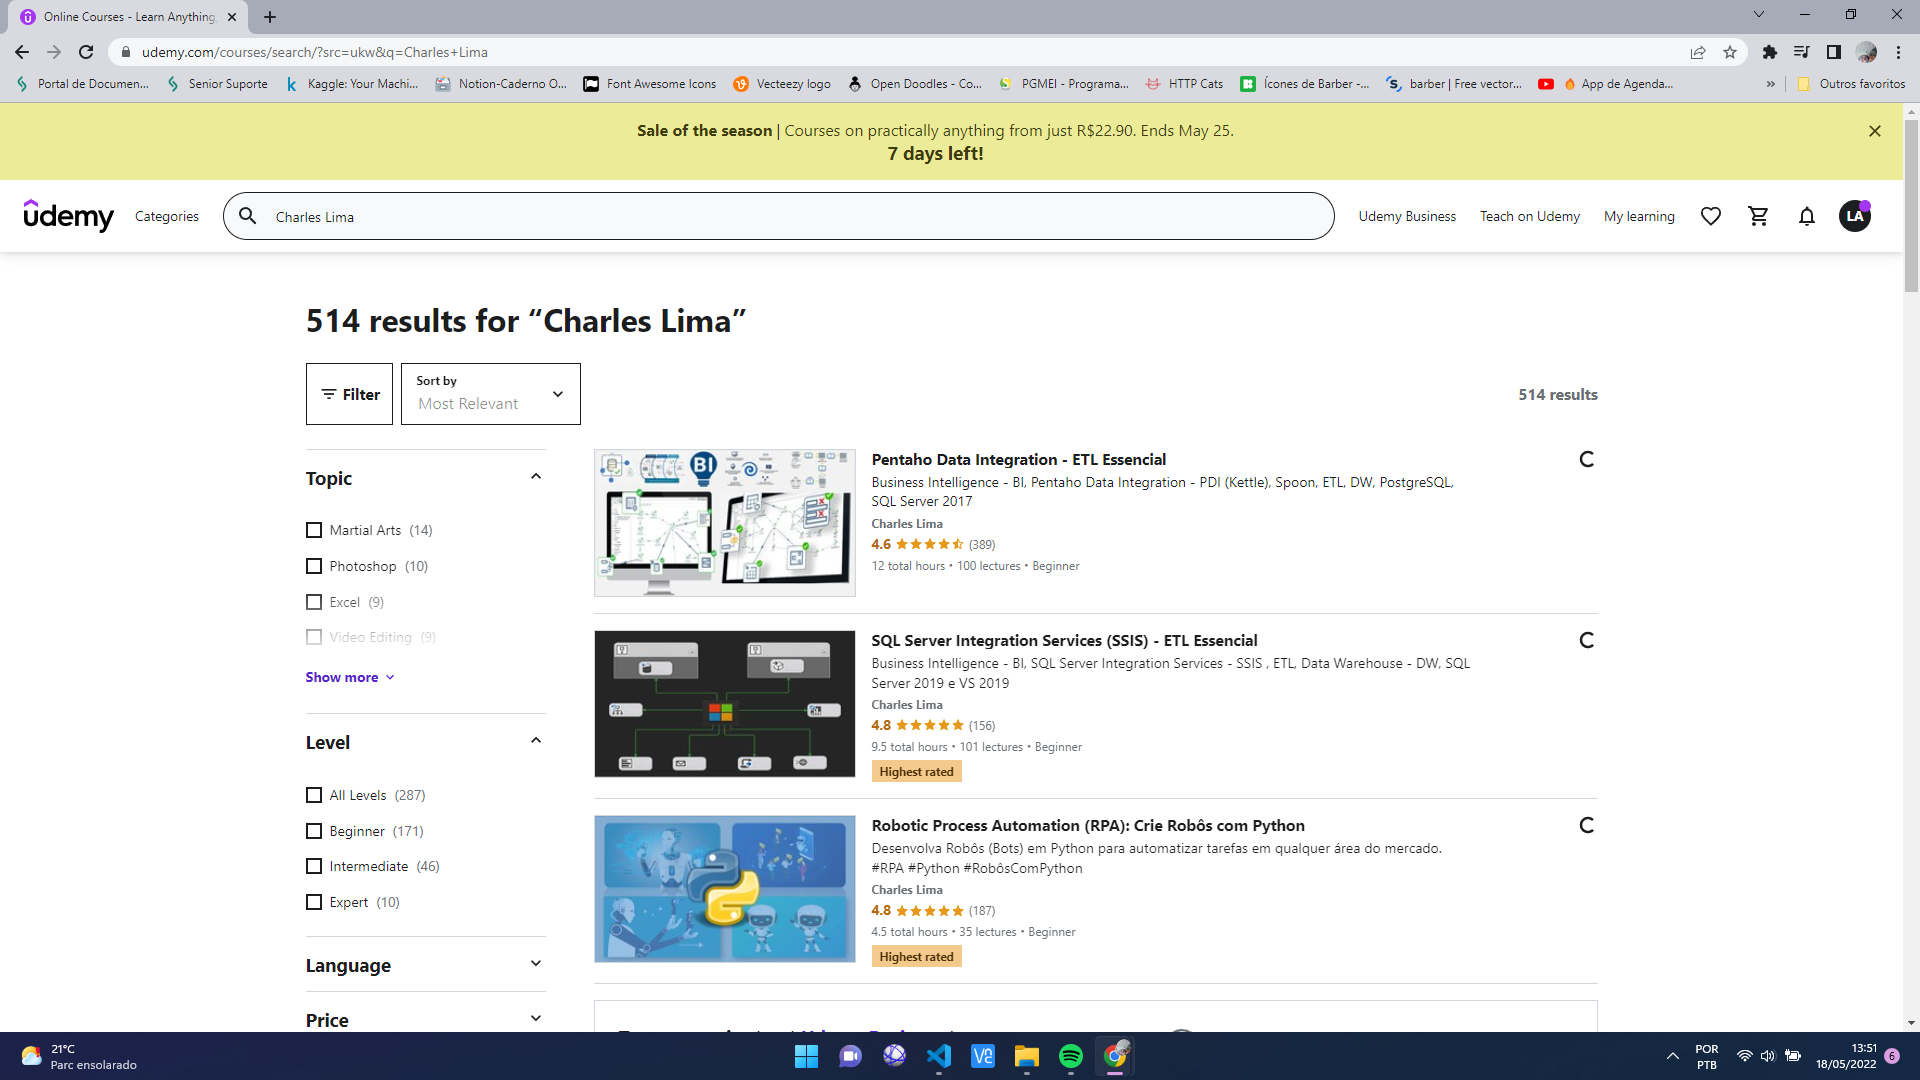 Online Courses - Learn Anything,
udemy.com/courses/search/?src=ukw&q=Charles+Lima
Portal de Documen...
Senior Suporte
Kaggle: Your Machi...
Notion-Caderno O...
Font Awesome Icons
Vecteezy logo
Open Doodles - Co...
PGMEI - Programa...
HTTP Cats
Ícones de Barber -...
barber | Free vector...
App de Agenda...
»
Outros favoritos
Sale of the season | Courses on practically anything from just R$22.90. Ends May 25.
7 days left!
udemy
Categories
Charles Lima
Udemy Business
Teach on Udemy
My learning
LA
514 results for “Charles Lima”
Filter
Sort by
Most Relevant
514 results
Topic
Martial Arts (14)
Photoshop (10)
Excel (9)
Video Editing (9)
Show more
Level
All Levels (287)
Beginner (171)
Intermediate (46)
Expert (10)
Language
Price
BI
Pentaho Data Integration - ETL Essencial
Business Intelligence - BI, Pentaho Data Integration - PDI (Kettle), Spoon, ETL, DW, PostgreSQL,
SQL Server 2017
Charles Lima
4.6 (389)
12 total hours • 100 lectures • Beginner
SQL Server Integration Services (SSIS) - ETL Essencial
Business Intelligence - BI, SQL Server Integration Services - SSIS , ETL, Data Warehouse - DW, SQL
Server 2019 e VS 2019
Charles Lima
4.8 (156)
9.5 total hours • 101 lectures • Beginner
Highest rated
Robotic Process Automation (RPA): Crie Robôs com Python
Desenvolva Robôs (Bots) em Python para automatizar tarefas em qualquer área do mercado.
#RPA #Python #RobôsComPython
Charles Lima
4.8 (187)
4.5 total hours • 35 lectures • Beginner
Highest rated
21°C
Parc ensolarado
POR
PTB
13:51
18/05/2022
6